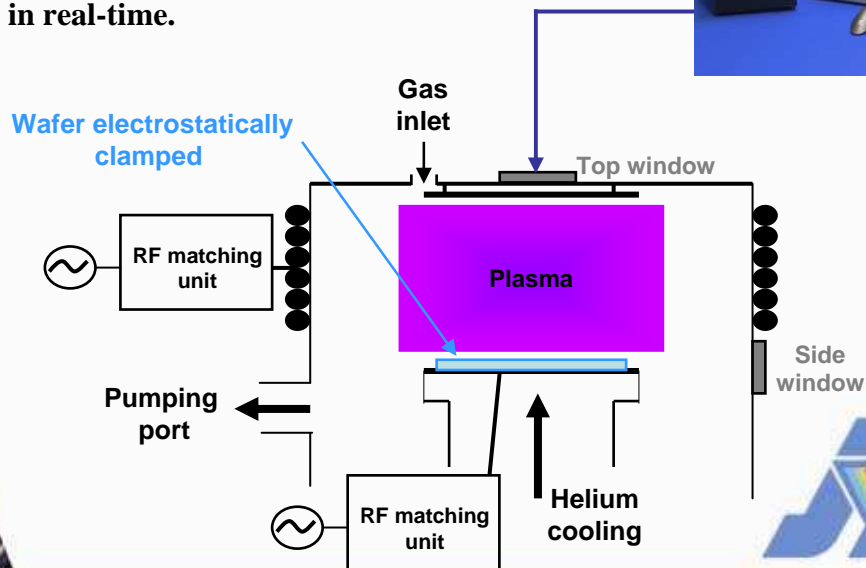 in real-time.
Gas
inlet
Wafer electrostatically
clamped
Top window
RF matching
unit
Plasma
Side
window
Pumping
port
RF matching
unit
Helium
cooling